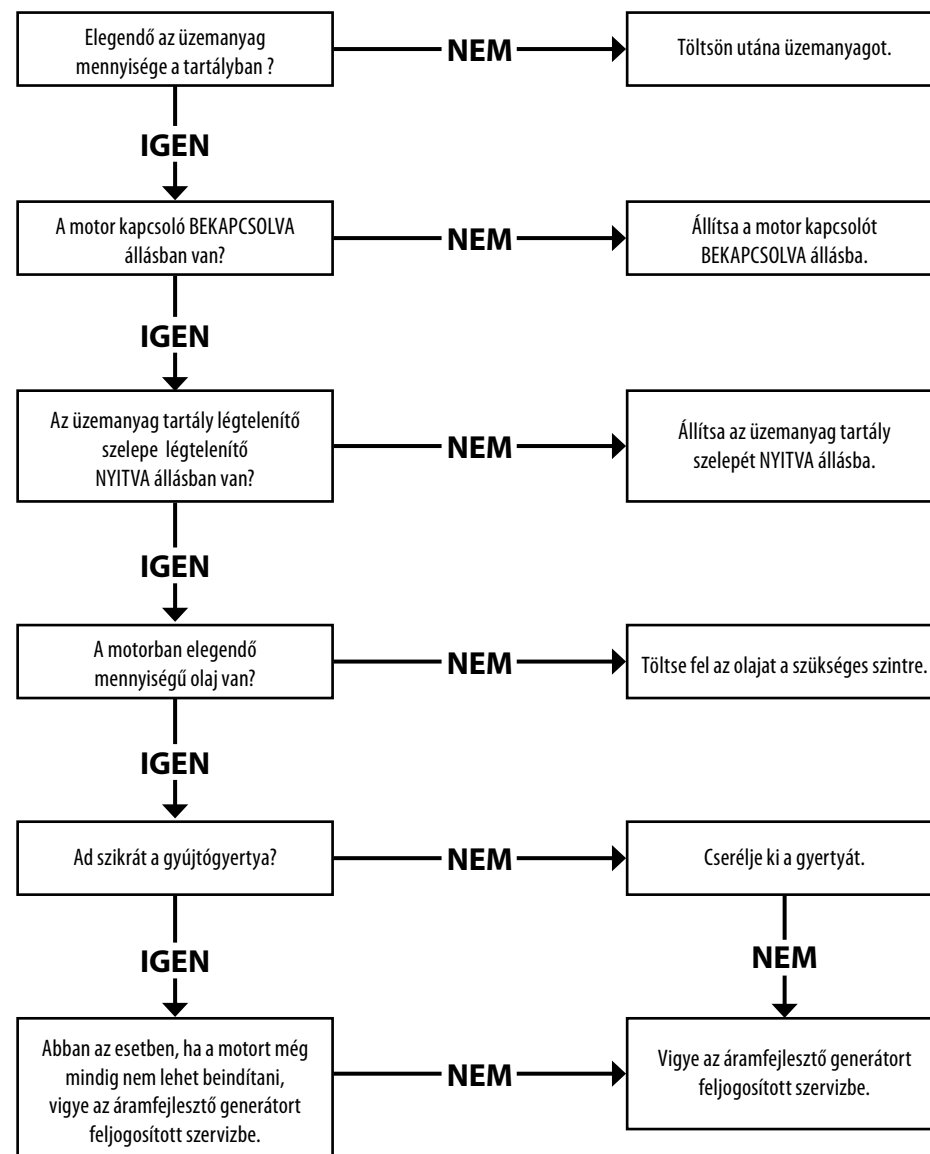 Elegendő az üzemanyag
mennyisége a tartályban ?
NEM
Töltsön utána üzemanyagot.
IGEN
A motor kapcsoló BEKAPCSOLVA
állásban van?
NEM
Állítsa a motor kapcsolót
BEKAPCSOLVA állásba.
IGEN
Az üzemanyag tartály légtelenítő
szelepe légtelenítő
NYITVA állásban van?
NEM
Állítsa az üzemanyag tartály
szelepét NYITVA állásba.
IGEN
A motorban elegendő
mennyiségű olaj van?
NEM
Töltse fel az olajat a szükséges szintre.
IGEN
Ad szikrát a gyújtógyertya?
NEM
Cserélje ki a gyertyát.
IGEN
NEM
Abban az esetben, ha a motort még
mindig nem lehet beindítani,
vigye az áramfejlesztő generátort
feljogosított szervizbe.
NEM
Vigye az áramfejlesztő generátort
feljogosított szervizbe.